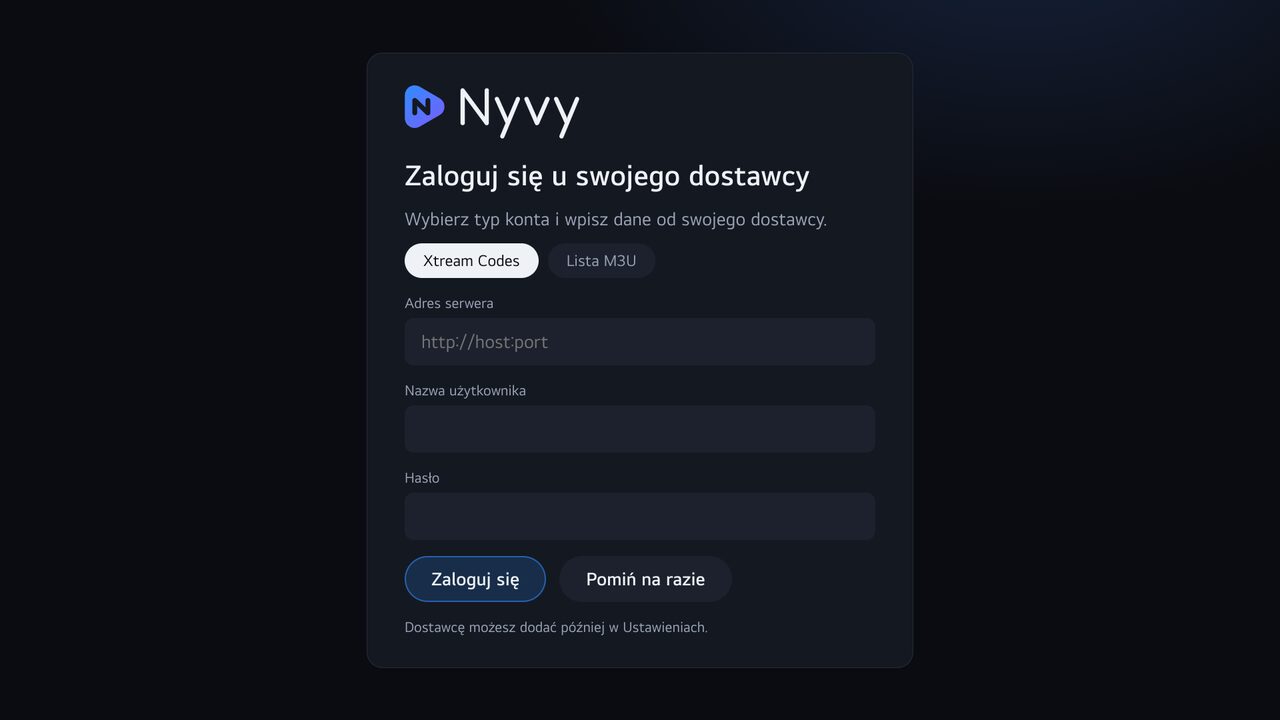 N Nyvy
Zaloguj się u swojego dostawcy
Wybierz typ konta i wpisz dane od swojego dostawcy.
Xtream Codes Lista M3U
Adres serwera
http://host:port
Nazwa użytkownika
Hasło
Zaloguj się Pomiń na razie
Dostawcę możesz dodać później w Ustawieniach.